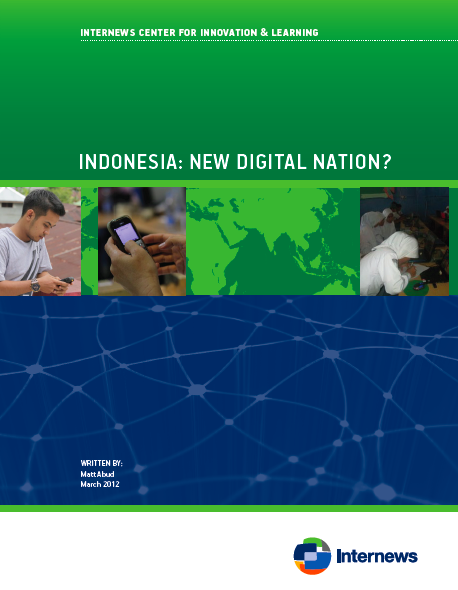 INTERNEWS CENTER FOR INNOVATION & LEARNING
INDONESIA: NEW DIGITAL NATION?
WRITTEN BY:
Matt Abud
March 2012
Internews